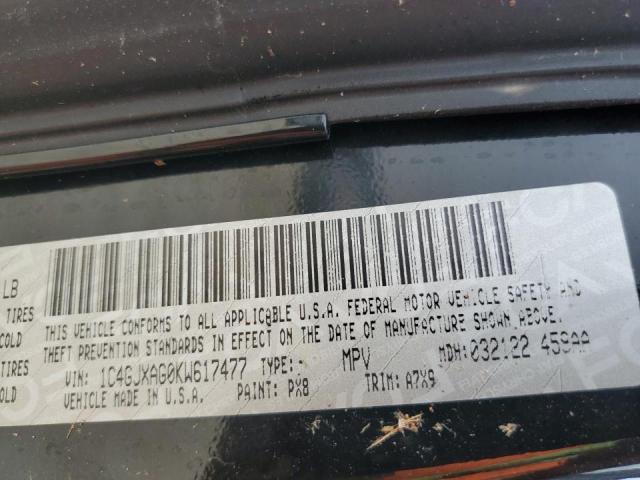 LB
TIRES
COLD
TIRES
COLD
THIS VEHICLE CONFORMS TO ALL APPLICABLE U.S.A. FEDERAL MOTOR VEHICLE SAFETY AND
THEFT PREVENTION STANDARDS IN EFFECT ON THE DATE OF MANUFACTURE SHOWN ABOVE.
VIN: 1C4GJXAG0KW617477 TYPE: MPV MDH: 032122 459AA
VEHICLE MADE IN U.S.A. PAINT: PX8 TRIM: A7X9